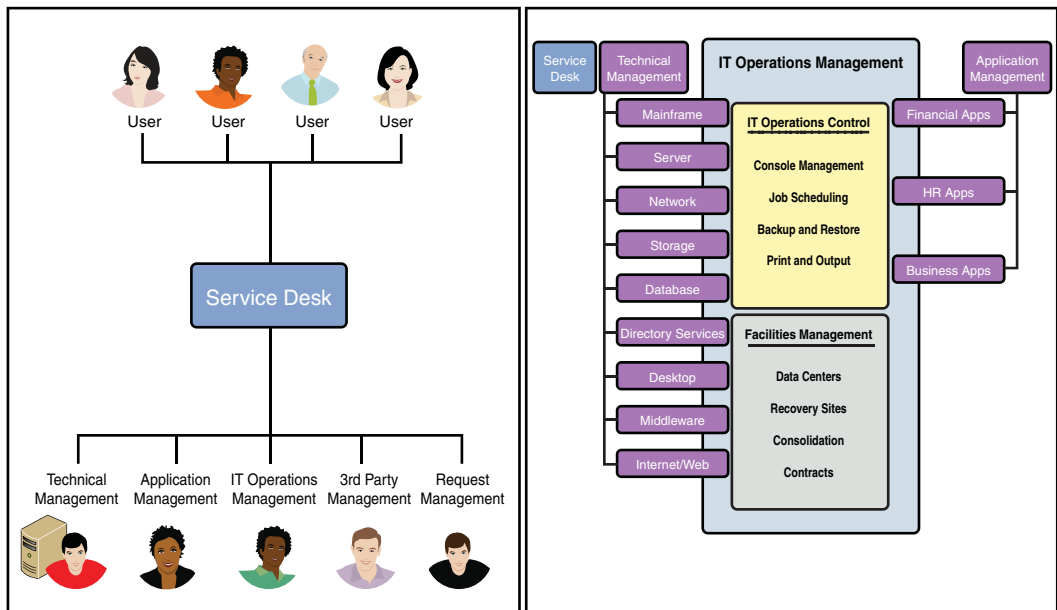 User User User User
Service Desk
Technical
Management
Application
Management
IT Operations
Management
3rd Party
Management
Request
Management
Service
Desk
Technical
Management
IT Operations Management
Application
Management
Mainframe
Server
Network
Storage
Database
Directory Services
Desktop
Middleware
Internet/Web
IT Operations Control
Console Management
Job Scheduling
Backup and Restore
Print and Output
Facilities Management
Data Centers
Recovery Sites
Consolidation
Contracts
Financial Apps
HR Apps
Business Apps